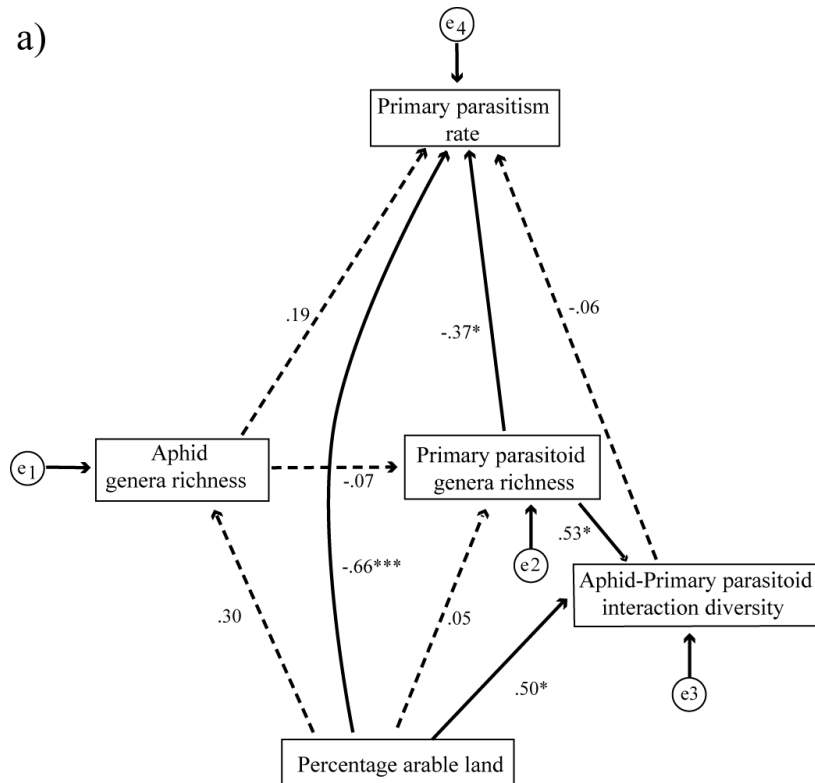 a)
e4
Primary parasitism
rate
.19
-.37*
-.06
e1
Aphid
genera richness
-.07
Primary parasitoid
genera richness
.53*
e2
-.66***
Aphid-Primary parasitoid
interaction diversity
.30
.05
.50*
e3
Percentage arable land